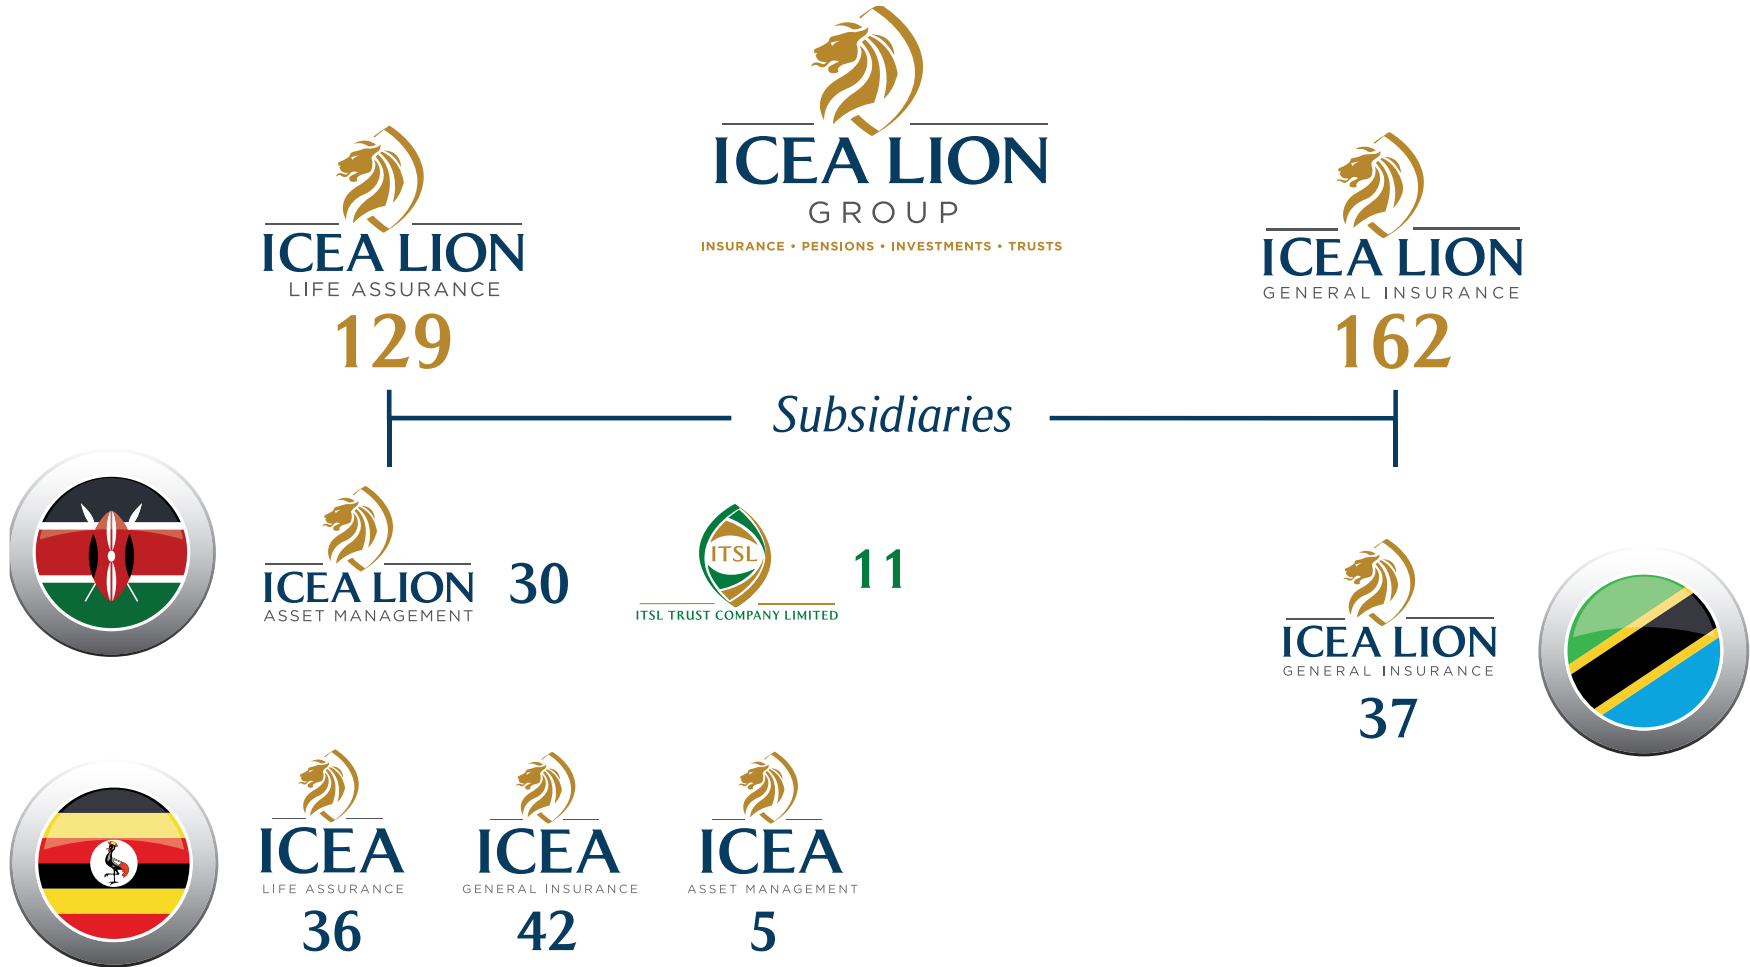 ICEA LION
GROUP
INSURANCE • PENSIONS • INVESTMENTS • TRUSTS
ICEA LION
LIFE ASSURANCE
129
ICEA LION
GENERAL INSURANCE
162
Subsidiaries
ICEA LION
ASSET MANAGEMENT
30
ITSL
ITSL TRUST COMPANY LIMITED
11
ICEA LION
GENERAL INSURANCE
37
ICEA
LIFE ASSURANCE
36
ICEA
GENERAL INSURANCE
42
ICEA
ASSET MANAGEMENT
5